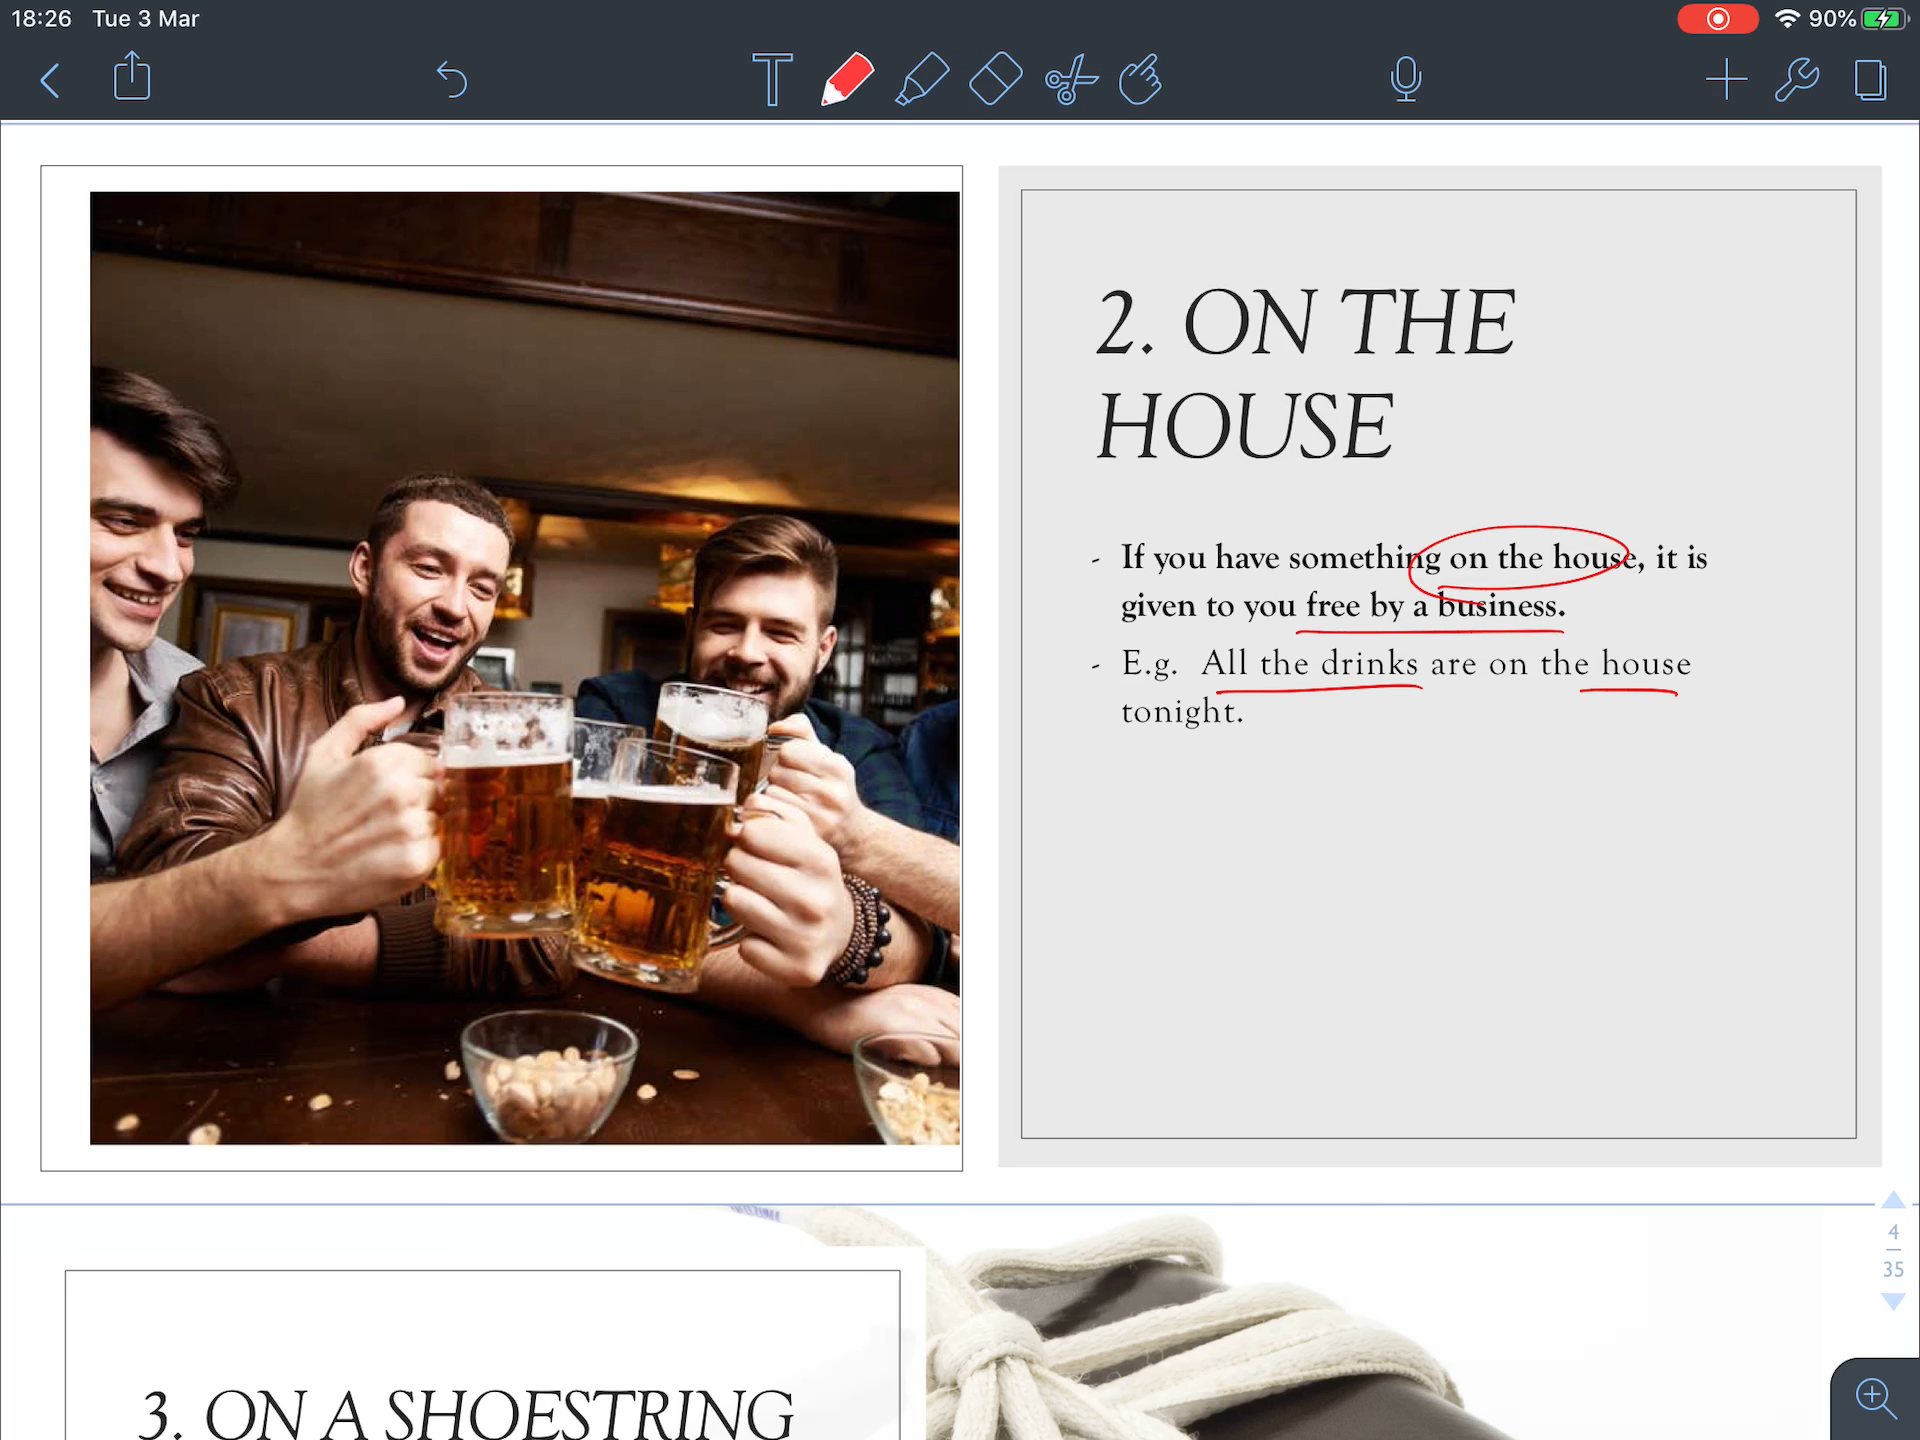 18:26 Tue 3 Mar
90%
2. ON THE
HOUSE
- If you have something on the house, it is
given to you free by a business.
- E.g. All the drinks are on the house
tonight.
4
35
3. ON A SHOESTRING